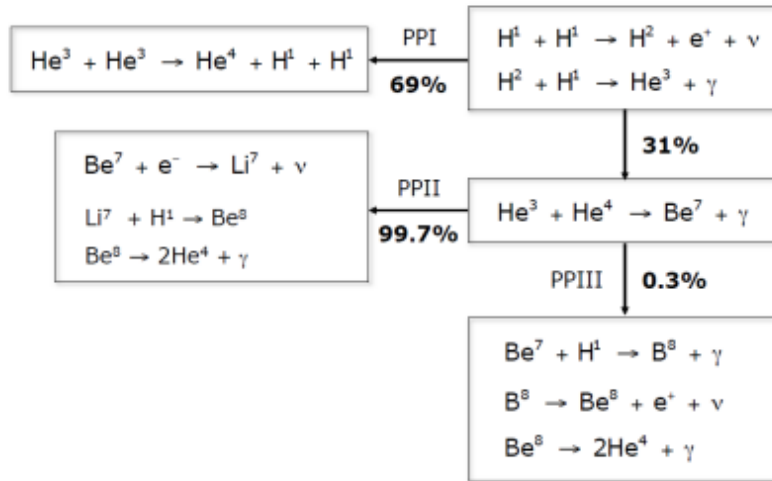 PPI
69%
He³ + He³ → He⁴ + H¹ + H¹
H¹ + H¹ → H² + e⁺ + ν
H² + H¹ → He³ + γ
31%
Be⁷ + e⁻ → Li⁷ + ν
Li⁷ + H¹ → Be⁸
Be⁸ → 2He⁴ + γ
PPII
99.7%
He³ + He⁴ → Be⁷ + γ
PPIII
0.3%
Be⁷ + H¹ → B⁸ + γ
B⁸ → Be⁸ + e⁺ + ν
Be⁸ → 2He⁴ + γ